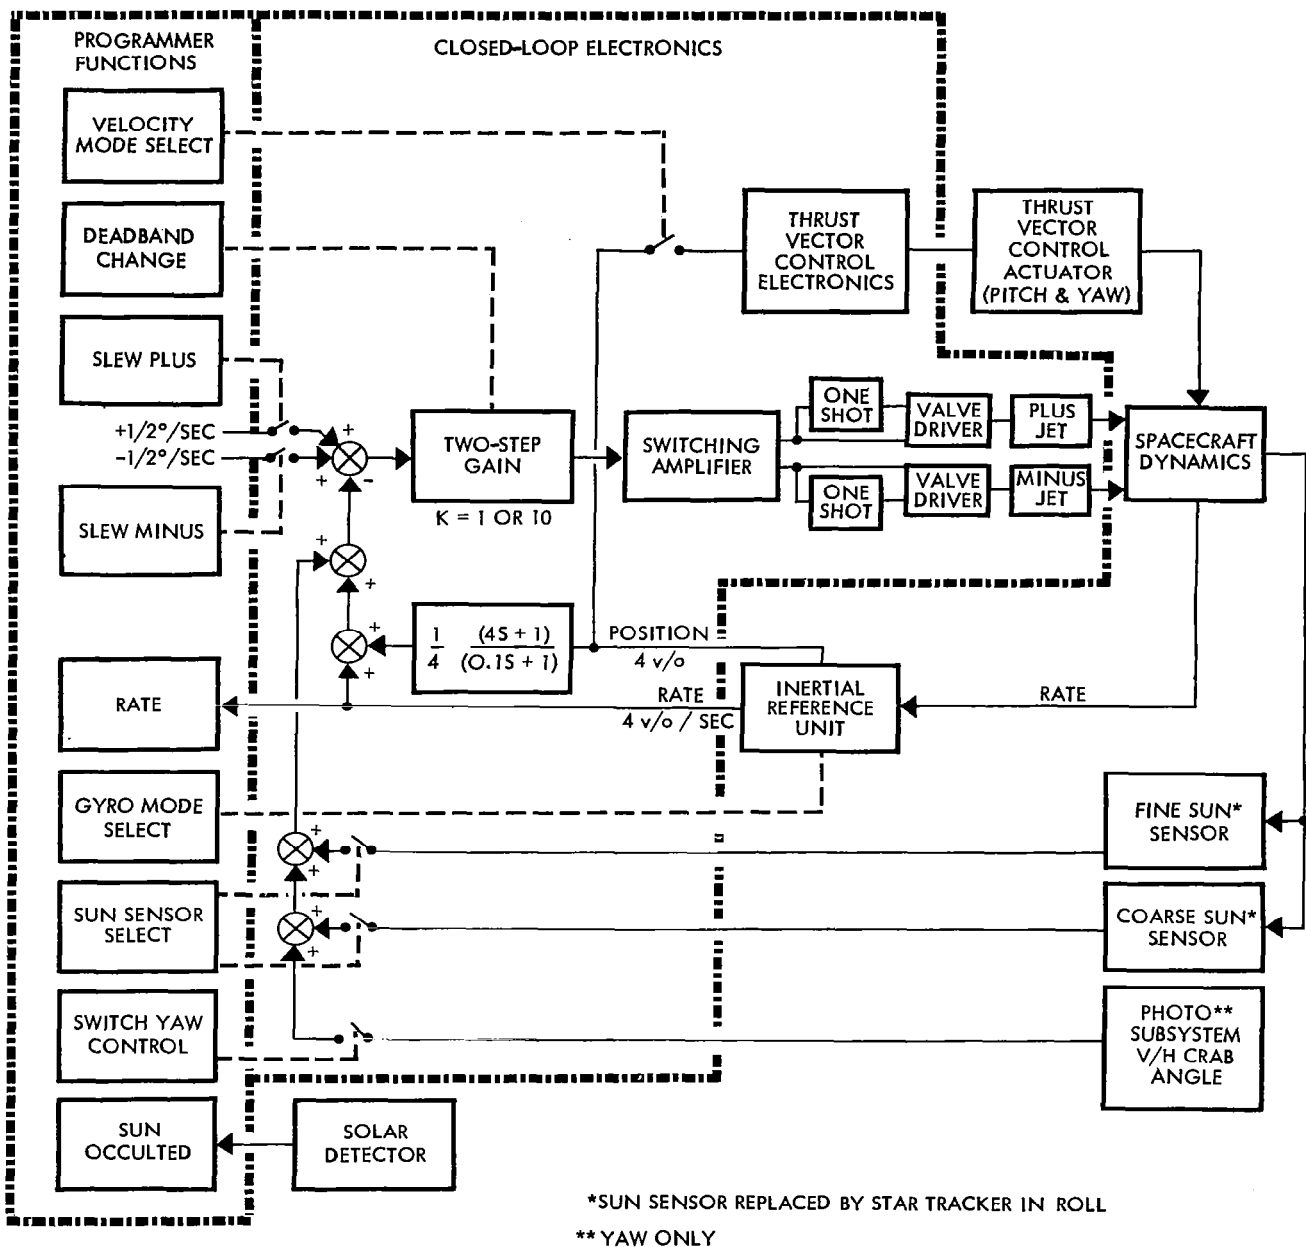 PROGRAMMER
FUNCTIONS
CLOSED-LOOP ELECTRONICS
VELOCITY
MODE SELECT
DEADBAND
CHANGE
THRUST
VECTOR
CONTROL
ELECTRONICS
THRUST
VECTOR
CONTROL
ACTUATOR
(PITCH & YAW)
SLEW PLUS
+1/2°/SEC
-1/2°/SEC
SLEW MINUS
+
+
-
TWO-STEP
GAIN
K = 1 OR 10
SWITCHING
AMPLIFIER
ONE
SHOT
VALVE
DRIVER
PLUS
JET
ONE
SHOT
VALVE
DRIVER
MINUS
JET
SPACECRAFT
DYNAMICS
+
+
+
+
1 (4S + 1)
4 (0.1S + 1)
POSITION
4 v/o
RATE
RATE
4 v/o / SEC
INERTIAL
REFERENCE
UNIT
RATE
GYRO MODE
SELECT
+
+
FINE SUN*
SENSOR
SUN SENSOR
SELECT
+
+
COARSE SUN*
SENSOR
SWITCH YAW
CONTROL
PHOTO**
SUBSYSTEM
V/H CRAB
ANGLE
SUN
OCCULTED
SOLAR
DETECTOR
*SUN SENSOR REPLACED BY STAR TRACKER IN ROLL
** YAW ONLY